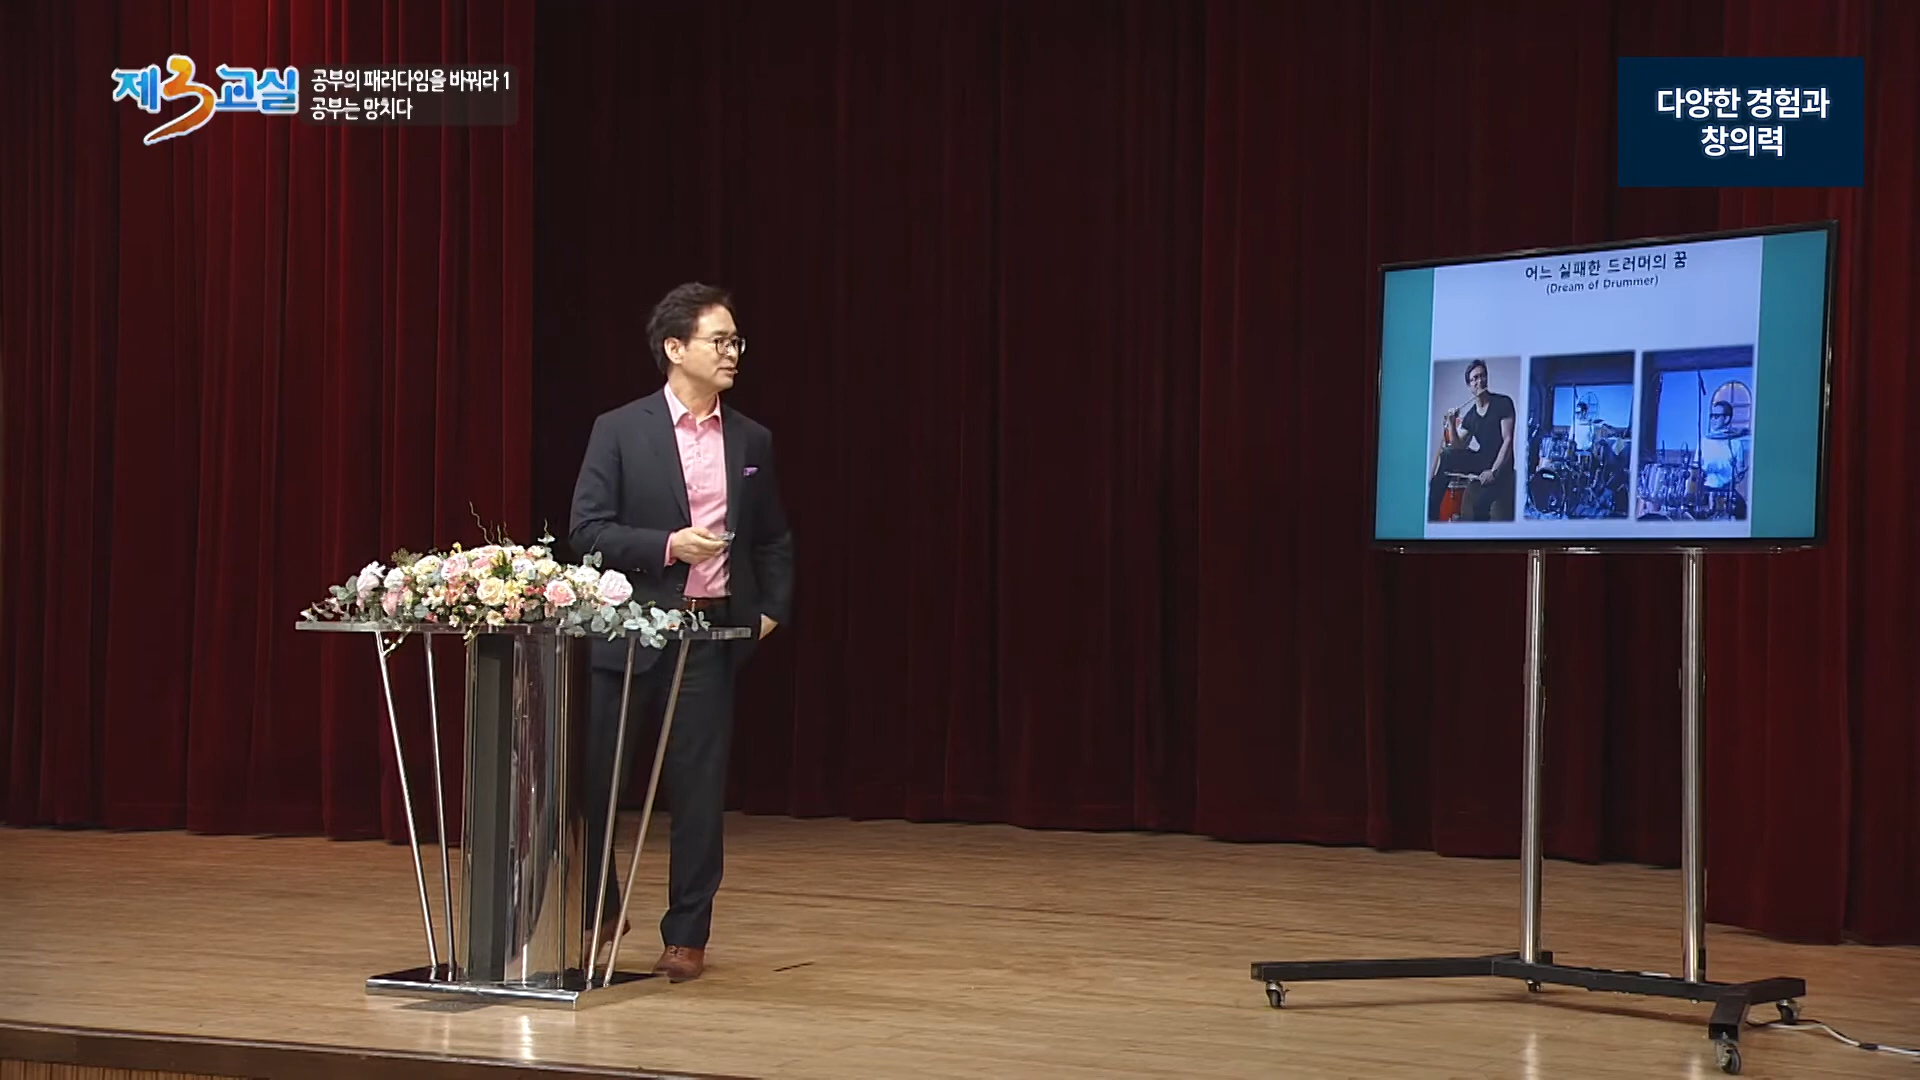 제3교실
공부의 패러다임을 바꿔라 1
공부는 망치다
다양한 경험과
창의력
어느 실패한 드러머의 꿈
(Dream of Drummer)